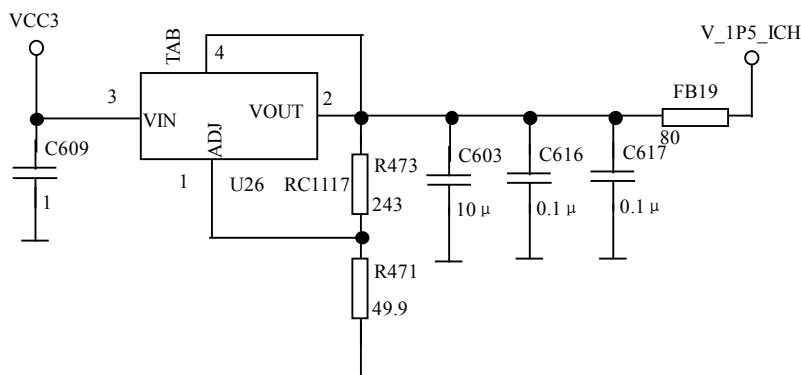 VCC3
TAB
4
V_1P5_ICH
3
VIN
VOUT
2
ADJ
FB19
80
C609
1
1
U26
RC1117
R473
243
C603
10 μ
C616
0.1 μ
C617
0.1 μ
R471
49.9